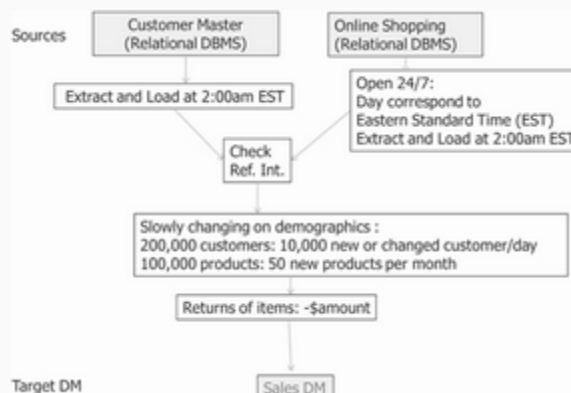 Sources
Customer Master
(Relational DBMS)
Online Shopping
(Relational DBMS)
Extract and Load at 2:00am EST
Open 24/7:
Day correspond to
Eastern Standard Time (EST)
Extract and Load at 2:00am EST
Check
Ref. Int.
Slowly changing on demographics :
200,000 customers: 10,000 new or changed customer/day
100,000 products: 50 new products per month
Returns of items: -$amount
Target DM
Sales DM